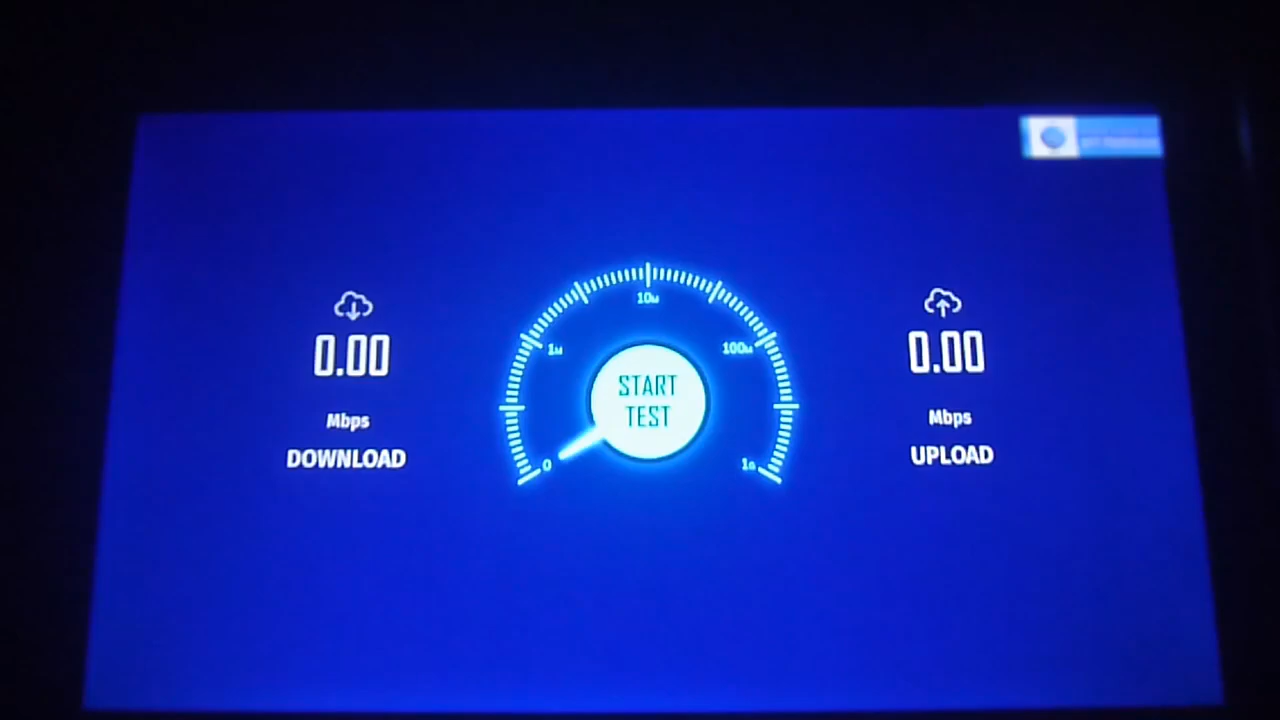 0.00
Mbps
DOWNLOAD
0
1M
10M
100M
1G
START
TEST
0.00
Mbps
UPLOAD